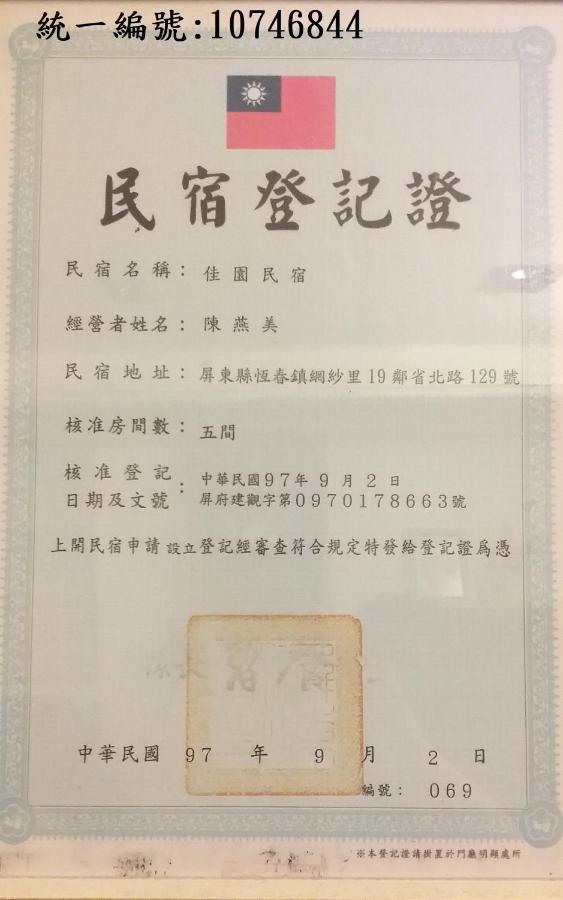 統一編號:10746844
民宿登記證
民宿名稱：佳園民宿
經營者姓名：陳燕美
民宿地址：屏東縣恆春鎮網紗里19鄰省北路129號
核准房間數：五間
核准登記日期及文號：中華民國97年9月2日
屏府建觀字第0970178663號
上開民宿申請設立登記經審查符合規定特發給登記證為憑
中華民國 97 年 9 月 2 日
編號：069
※本登記證請掛置於門廳明顯處所